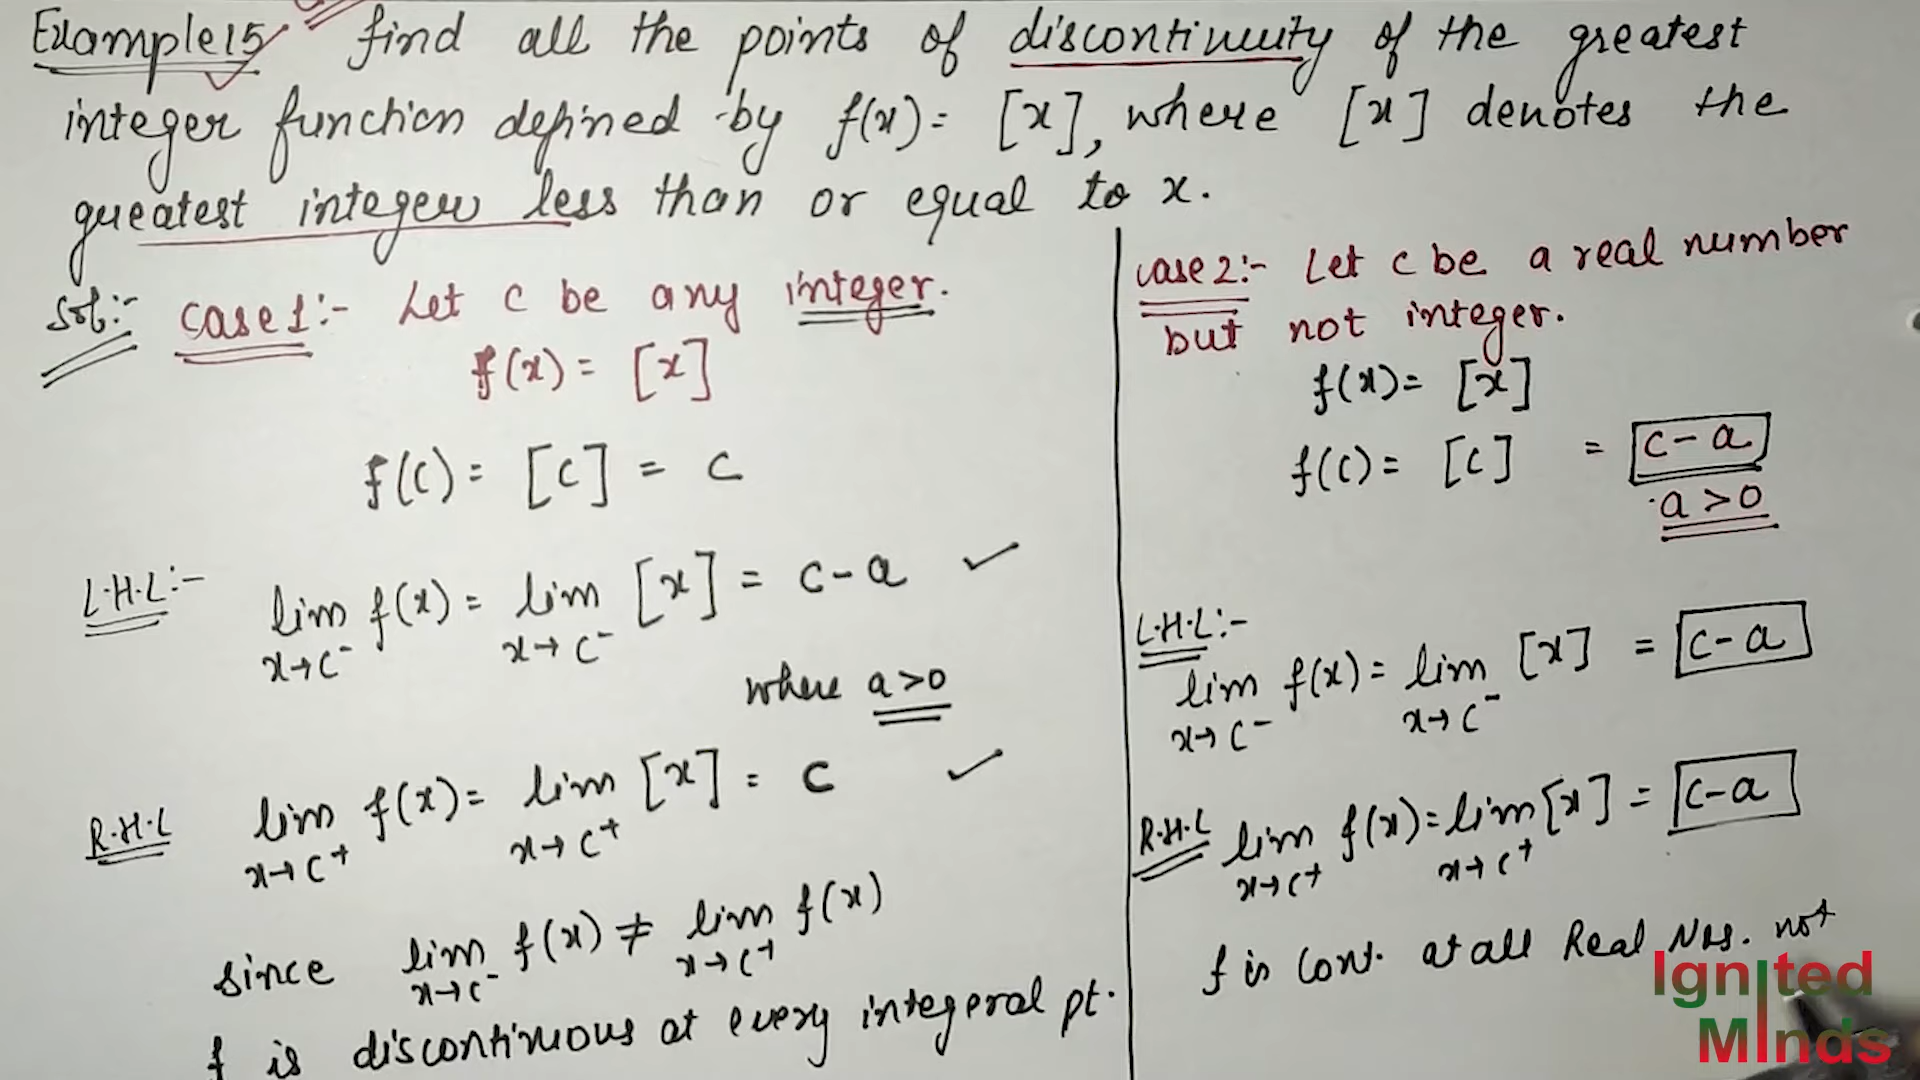 Example 15 find all the points of discontinuity of the greatest
integer function defined by f(x) = [x], where [x] denotes the
greatest integer less than or equal to x.
Sol:- case 1:- Let c be any integer.
f(x) = [x]
f(c) = [c] = c
L.H.L:- lim x→c⁻ f(x) = lim x→c⁻ [x] = c-a ✓
where a>0
R.H.L lim x→c⁺ f(x) = lim x→c⁺ [x] = c ✓
since lim x→c⁻ f(x) ≠ lim x→c⁺ f(x)
f is discontinuous at every integeral pt.
case 2:- Let c be a real number
but not integer.
f(x) = [x]
f(c) = [c] = c-a
a>0
L.H.L:-
lim x→c⁻ f(x) = lim x→c⁻ [x] = c-a
R.H.L lim x→c⁺ f(x) = lim x→c⁺ [x] = c-a
f is cont. at all Real Nos. not
Ignited
Minds